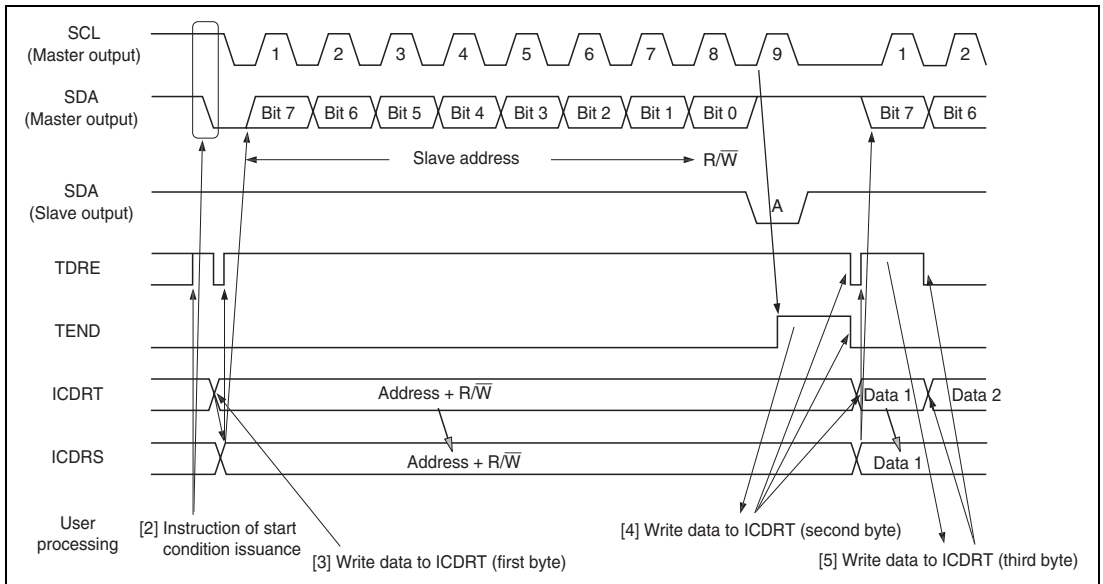 SCL
(Master output)
1 2 3 4 5 6 7 8 9 1 2
SDA
(Master output)
Bit 7 Bit 6 Bit 5 Bit 4 Bit 3 Bit 2 Bit 1 Bit 0 Bit 7 Bit 6
Slave address R/W̅
SDA
(Slave output)
A
TDRE
TEND
ICDRT
Address + R/W̅ Data 1 Data 2
ICDRS
Address + R/W̅ Data 1
User
processing
[2] Instruction of start
condition issuance
[3] Write data to ICDRT (first byte)
[4] Write data to ICDRT (second byte)
[5] Write data to ICDRT (third byte)